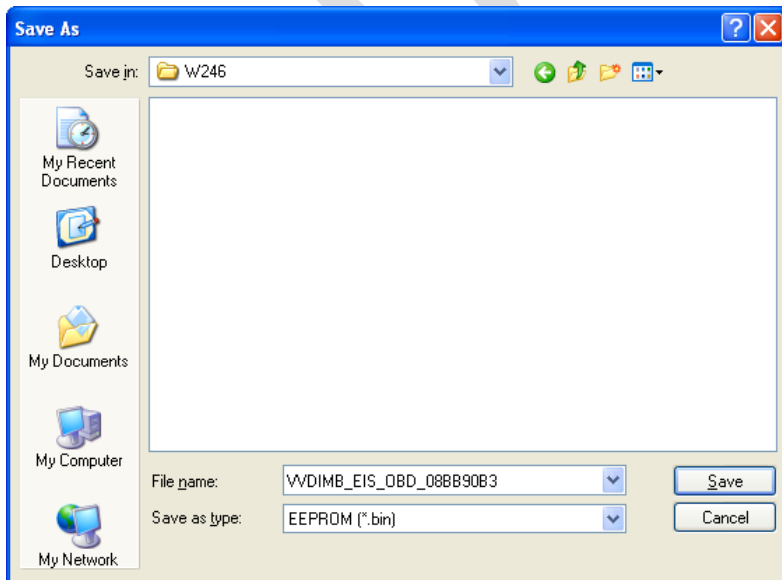 Save As
Save in: W246
My Recent
Documents
Desktop
My Documents
My Computer
My Network
File name: VVDIMB_EIS_OBD_08BB90B3 Save
Save as type: EEPROM (*.bin) Cancel